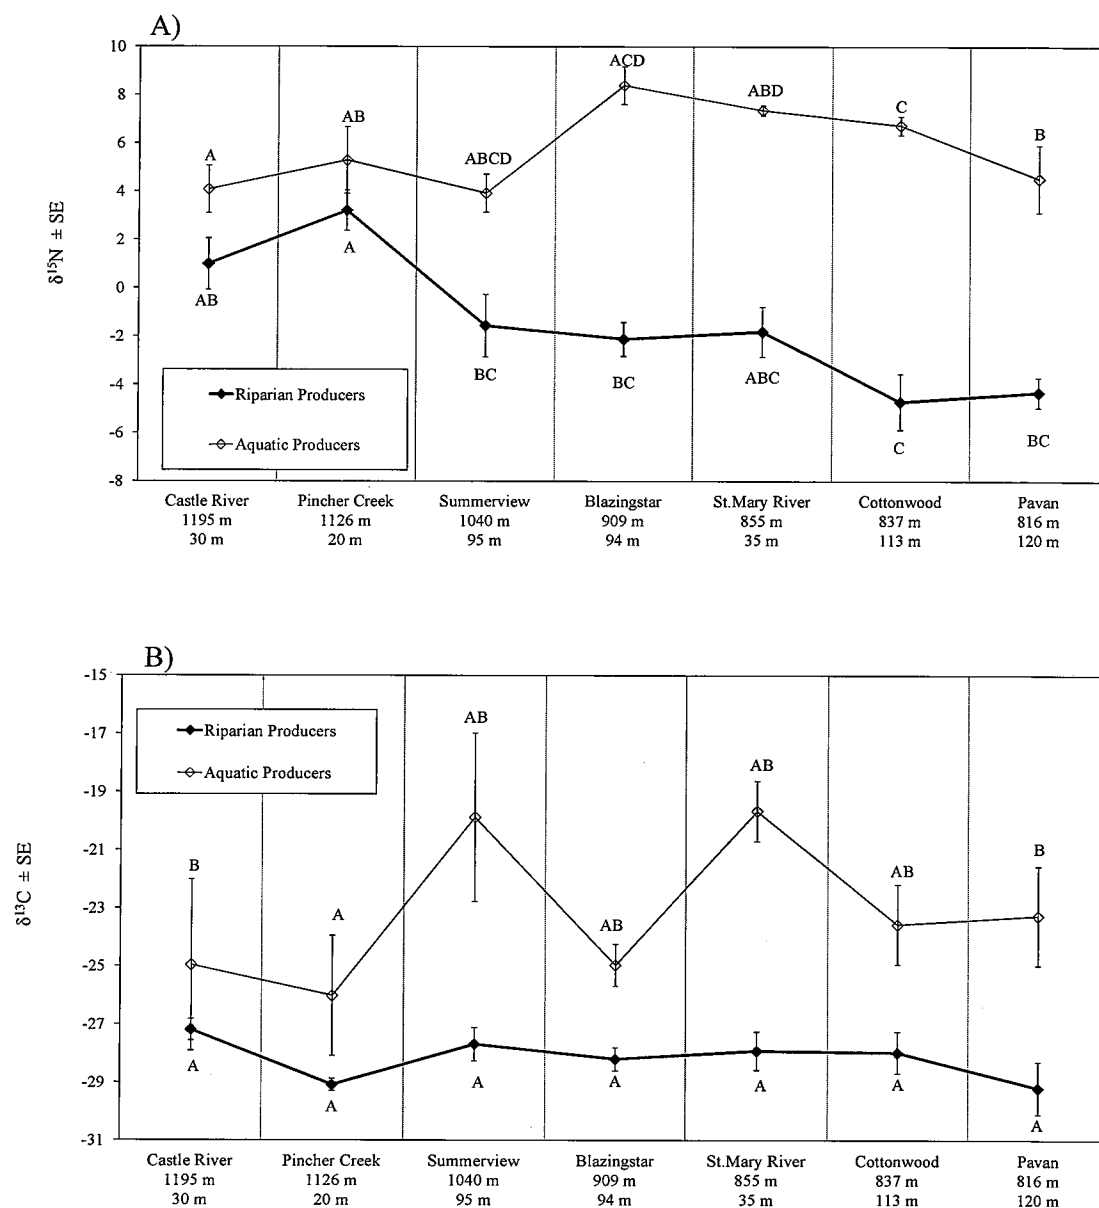 A)
10
8
6
4
2
0
-2
-4
-6
-8
δ¹⁵N ± SE
A
AB
ABCD
ACD
ABD
C
B
AB
A
BC
BC
ABC
C
BC
Riparian Producers
Aquatic Producers
Castle River Pincher Creek Summerview Blazingstar St.Mary River Cottonwood Pavan
1195 m 1126 m 1040 m 909 m 855 m 837 m 816 m
30 m 20 m 95 m 94 m 35 m 113 m 120 m
B)
-15
-17
-19
-21
-23
-25
-27
-29
-31
δ¹³C ± SE
Riparian Producers
Aquatic Producers
B
A
AB
AB
AB
AB
B
A
A
A
A
A
A
A
Castle River Pincher Creek Summerview Blazingstar St.Mary River Cottonwood Pavan
1195 m 1126 m 1040 m 909 m 855 m 837 m 816 m
30 m 20 m 95 m 94 m 35 m 113 m 120 m